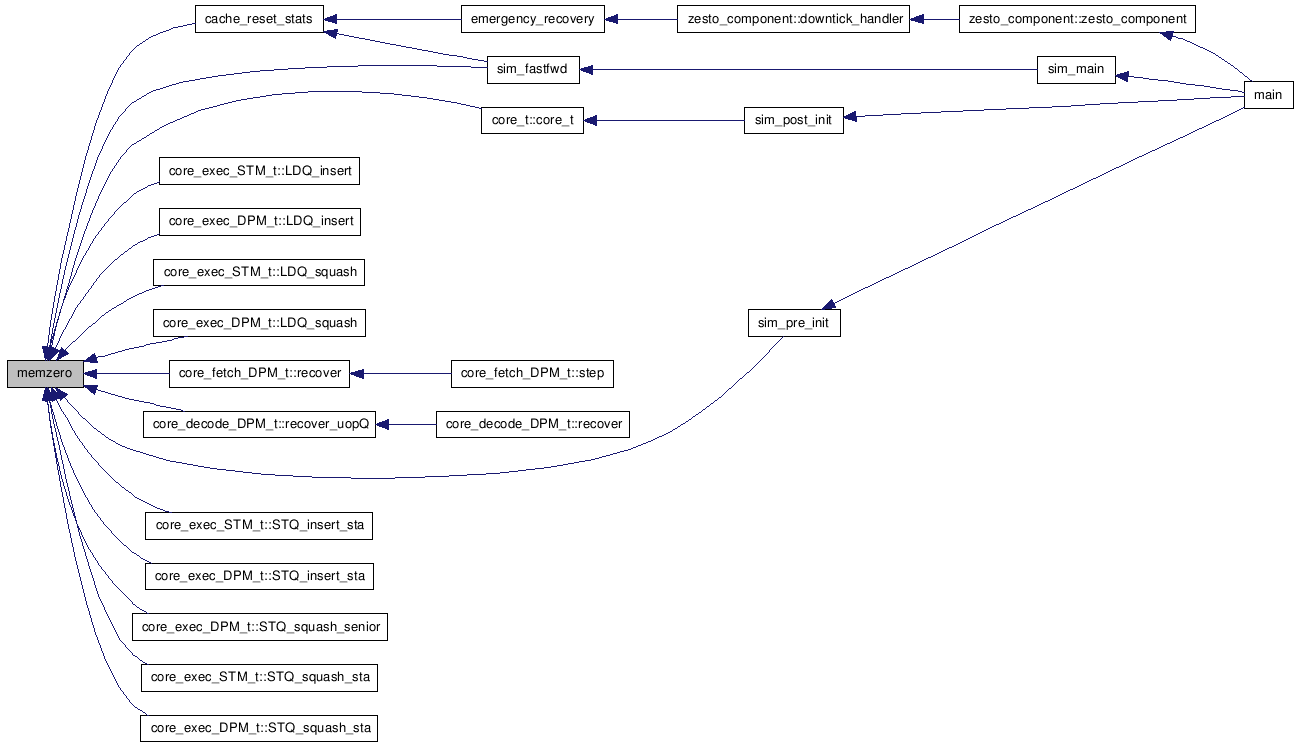 cache_reset_stats
emergency_recovery
zesto_component::downtick_handler
zesto_component::zesto_component
sim_fastfwd
sim_main
main
core_t::core_t
sim_post_init
core_exec_STM_t::LDQ_insert
core_exec_DPM_t::LDQ_insert
core_exec_STM_t::LDQ_squash
core_exec_DPM_t::LDQ_squash
sim_pre_init
memzero
core_fetch_DPM_t::recover
core_fetch_DPM_t::step
core_decode_DPM_t::recover_uopQ
core_decode_DPM_t::recover
core_exec_STM_t::STQ_insert_sta
core_exec_DPM_t::STQ_insert_sta
core_exec_DPM_t::STQ_squash_senior
core_exec_STM_t::STQ_squash_sta
core_exec_DPM_t::STQ_squash_sta